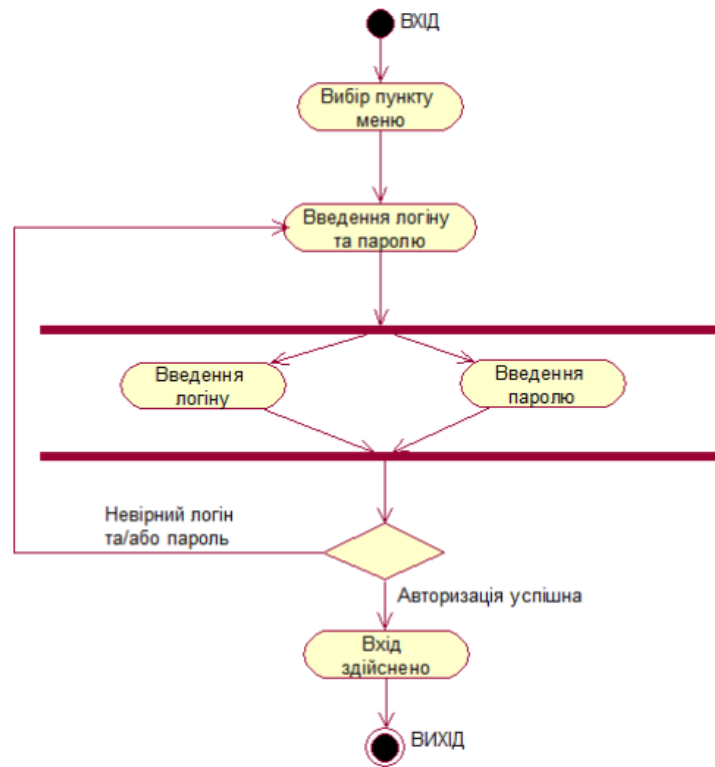 ВХІД
Вибір пункту
меню
Введення логіну
та паролю
Введення
логіну
Введення
паролю
Невірний логін
та/або пароль
Авторизація успішна
Вхід
здійснено
ВИХІД